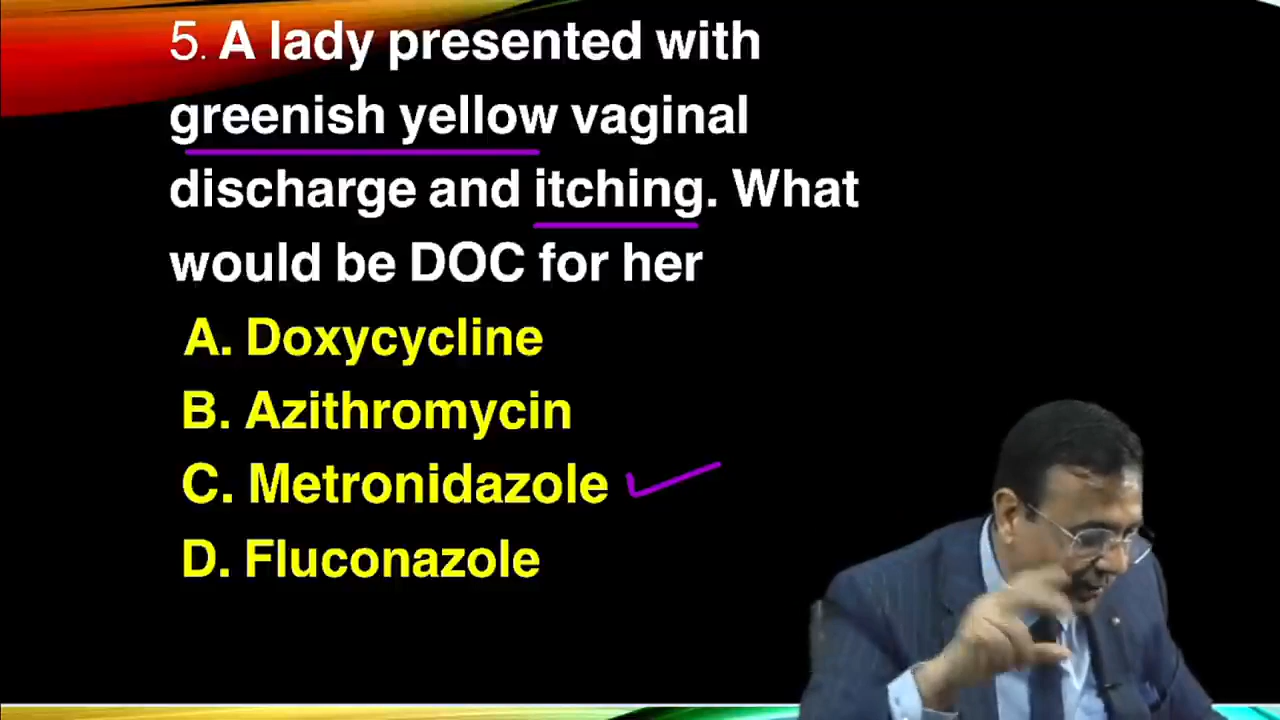 5. A lady presented with
greenish yellow vaginal
discharge and itching. What
would be DOC for her
A. Doxycycline
B. Azithromycin
C. Metronidazole
D. Fluconazole